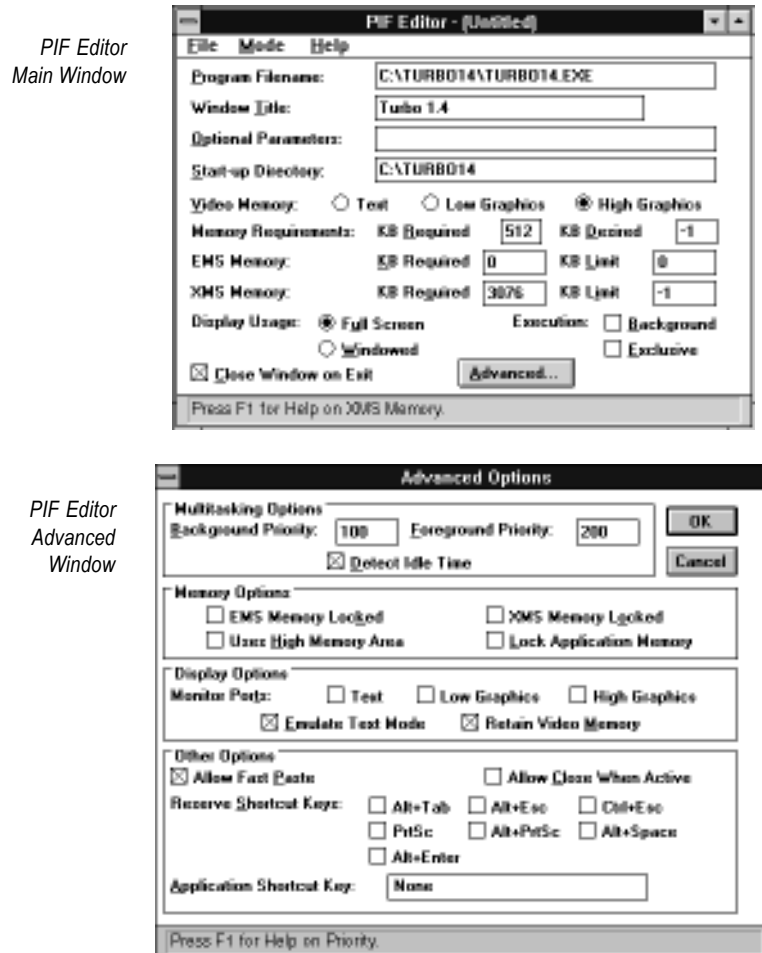 PIF Editor
Main Window
PIF Editor - (Untitled)
File Mode Help
Program Filename: C:\TURBO14\TURBO14.EXE
Window Title: Turbo 1.4
Optional Parameters:
Start-up Directory: C:\TURBO14
Video Memory: Text Low Graphics High Graphics
Memory Requirements: KB Required 512 KB Desired -1
EMS Memory: KB Required 0 KB Limit 0
XMS Memory: KB Required 3076 KB Limit -1
Display Usage: Full Screen Execution: Background
Windowed Exclusive
Close Window on Exit Advanced...
Press F1 for Help on XMS Memory.
PIF Editor
Advanced
Window
Advanced Options
Multitasking Options
Background Priority: 100 Foreground Priority: 200 OK
Detect Idle Time Cancel
Memory Options
EMS Memory Locked XMS Memory Locked
Uses High Memory Area Lock Application Memory
Display Options
Monitor Ports: Text Low Graphics High Graphics
Emulate Text Mode Retain Video Memory
Other Options
Allow Fast Paste Allow Close When Active
Reserve Shortcut Keys: Alt+Tab Alt+Esc Ctrl+Esc
PrtSc Alt+PrtSc Alt+Space
Alt+Enter
Application Shortcut Key: None
Press F1 for Help on Priority.